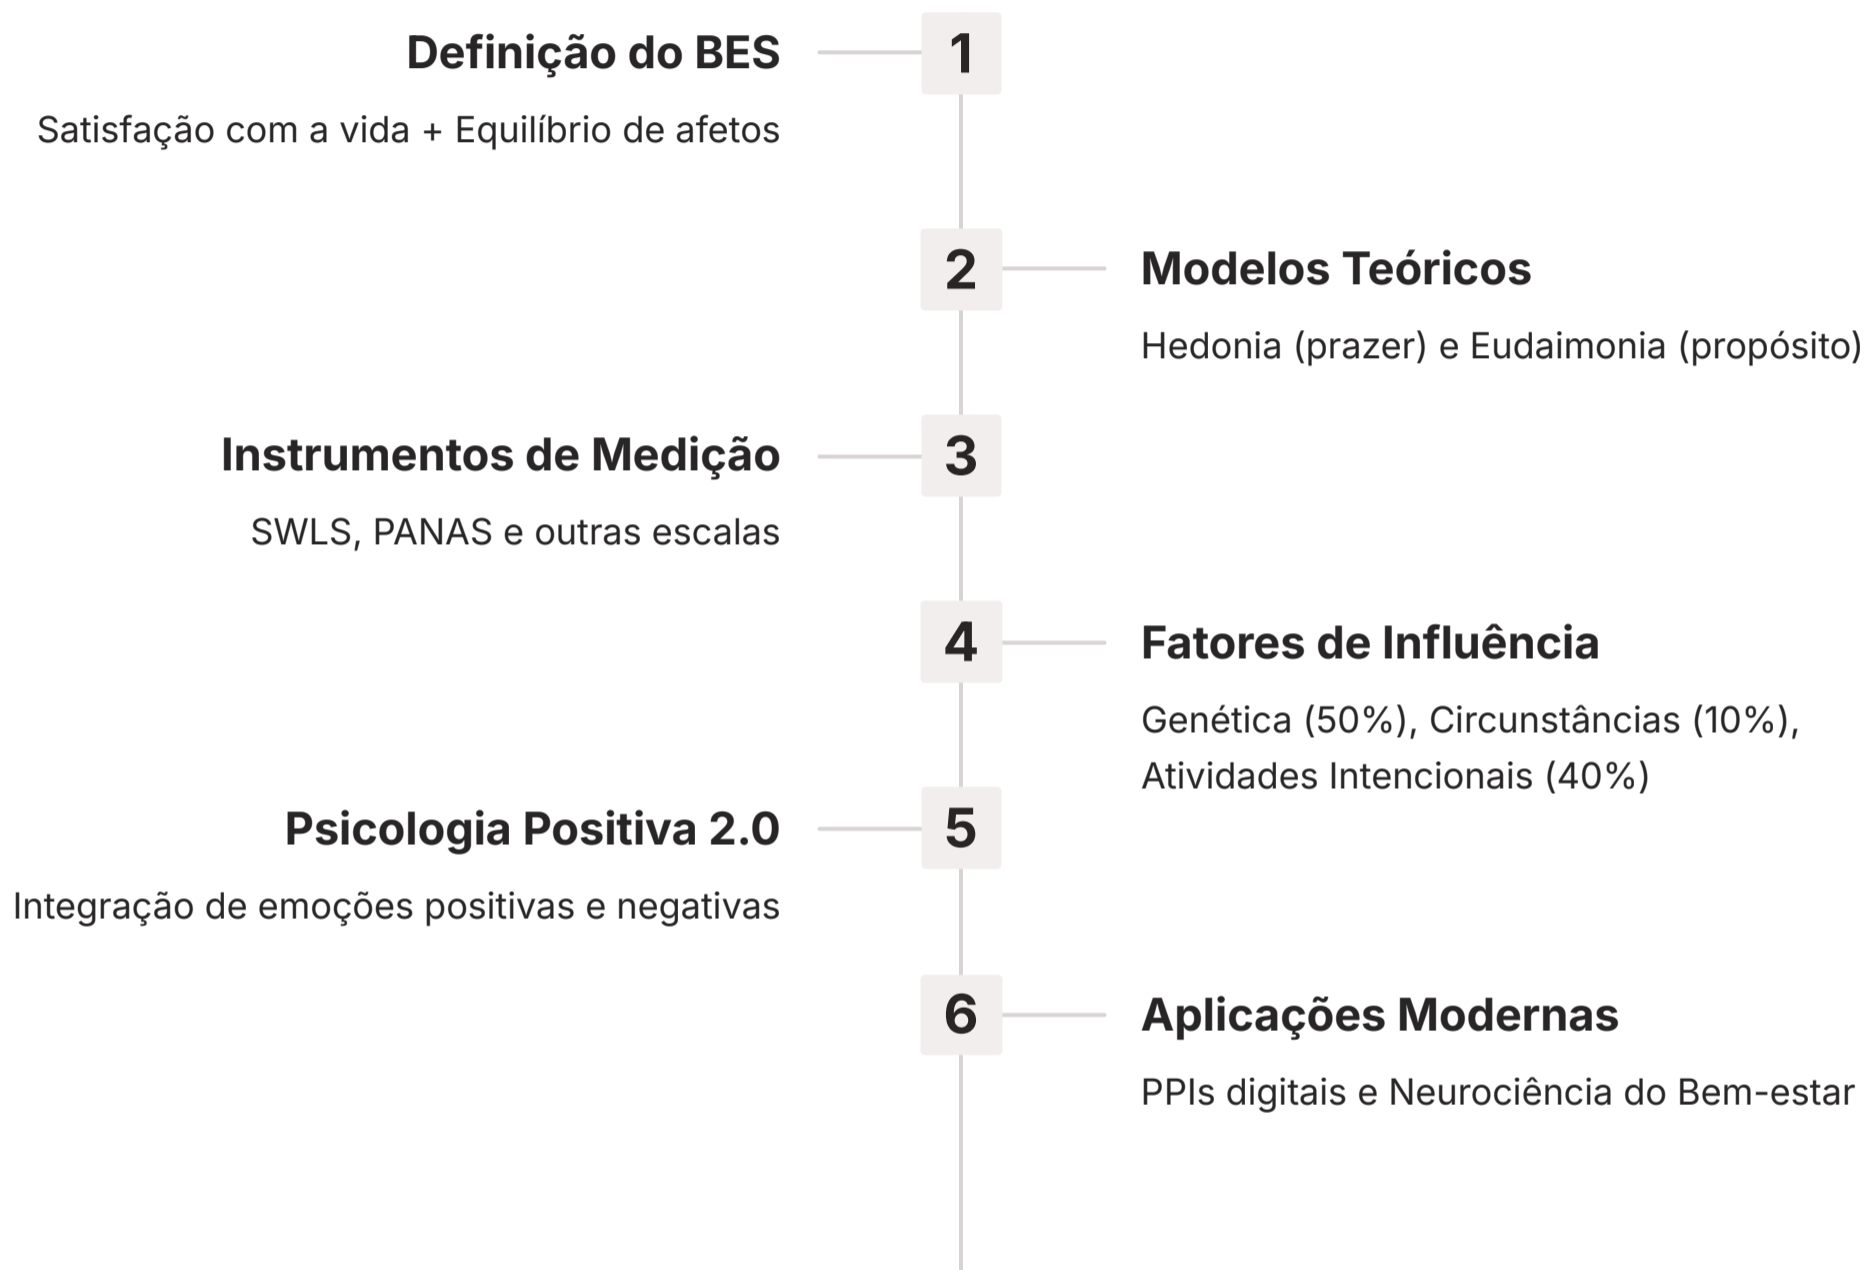 Definição do BES
1
Satisfação com a vida + Equilíbrio de afetos
2
Modelos Teóricos
Hedonia (prazer) e Eudaimonia (propósito)
Instrumentos de Medição
3
SWLS, PANAS e outras escalas
4
Fatores de Influência
Genética (50%), Circunstâncias (10%),
Atividades Intencionais (40%)
Psicologia Positiva 2.0
5
Integração de emoções positivas e negativas
6
Aplicações Modernas
PPIs digitais e Neurociência do Bem-estar